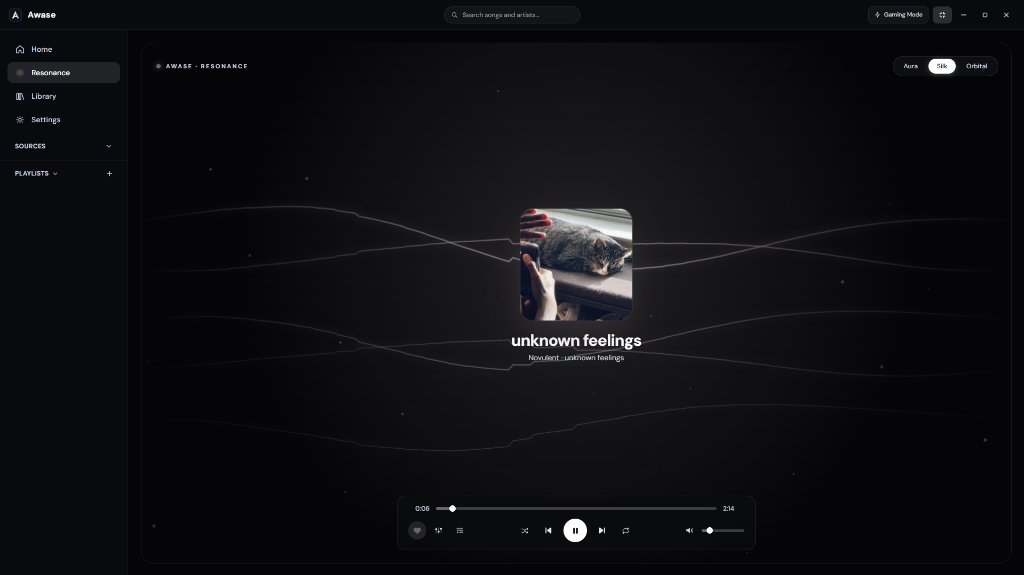 Awase
Search songs and artists...
Gaming Mode
Home
Resonance
Library
Settings
SOURCES
PLAYLISTS
AWASE · RESONANCE
Aura
Silk
Orbital
unknown feelings
Novulent · unknown feelings
0:06
2:14